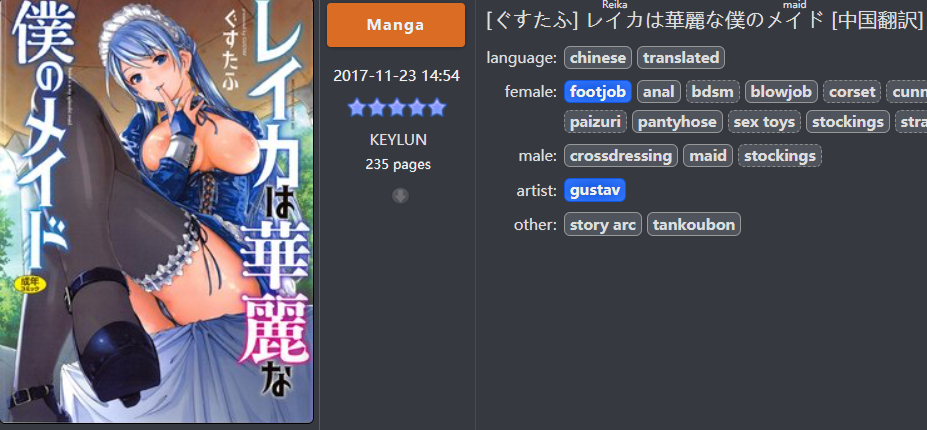 レイカは華麗な
僕のメイド
ぐすたふ
成年
コミック
Manga
2017-11-23 14:54
KEYLUN
235 pages
Reika maid
[ぐすたふ] レイカは華麗な僕のメイド [中国翻訳]
language: chinese translated
female: footjob anal bdsm blowjob corset cunn
paizuri pantyhose sex toys stockings stra
male: crossdressing maid stockings
artist: gustav
other: story arc tankoubon